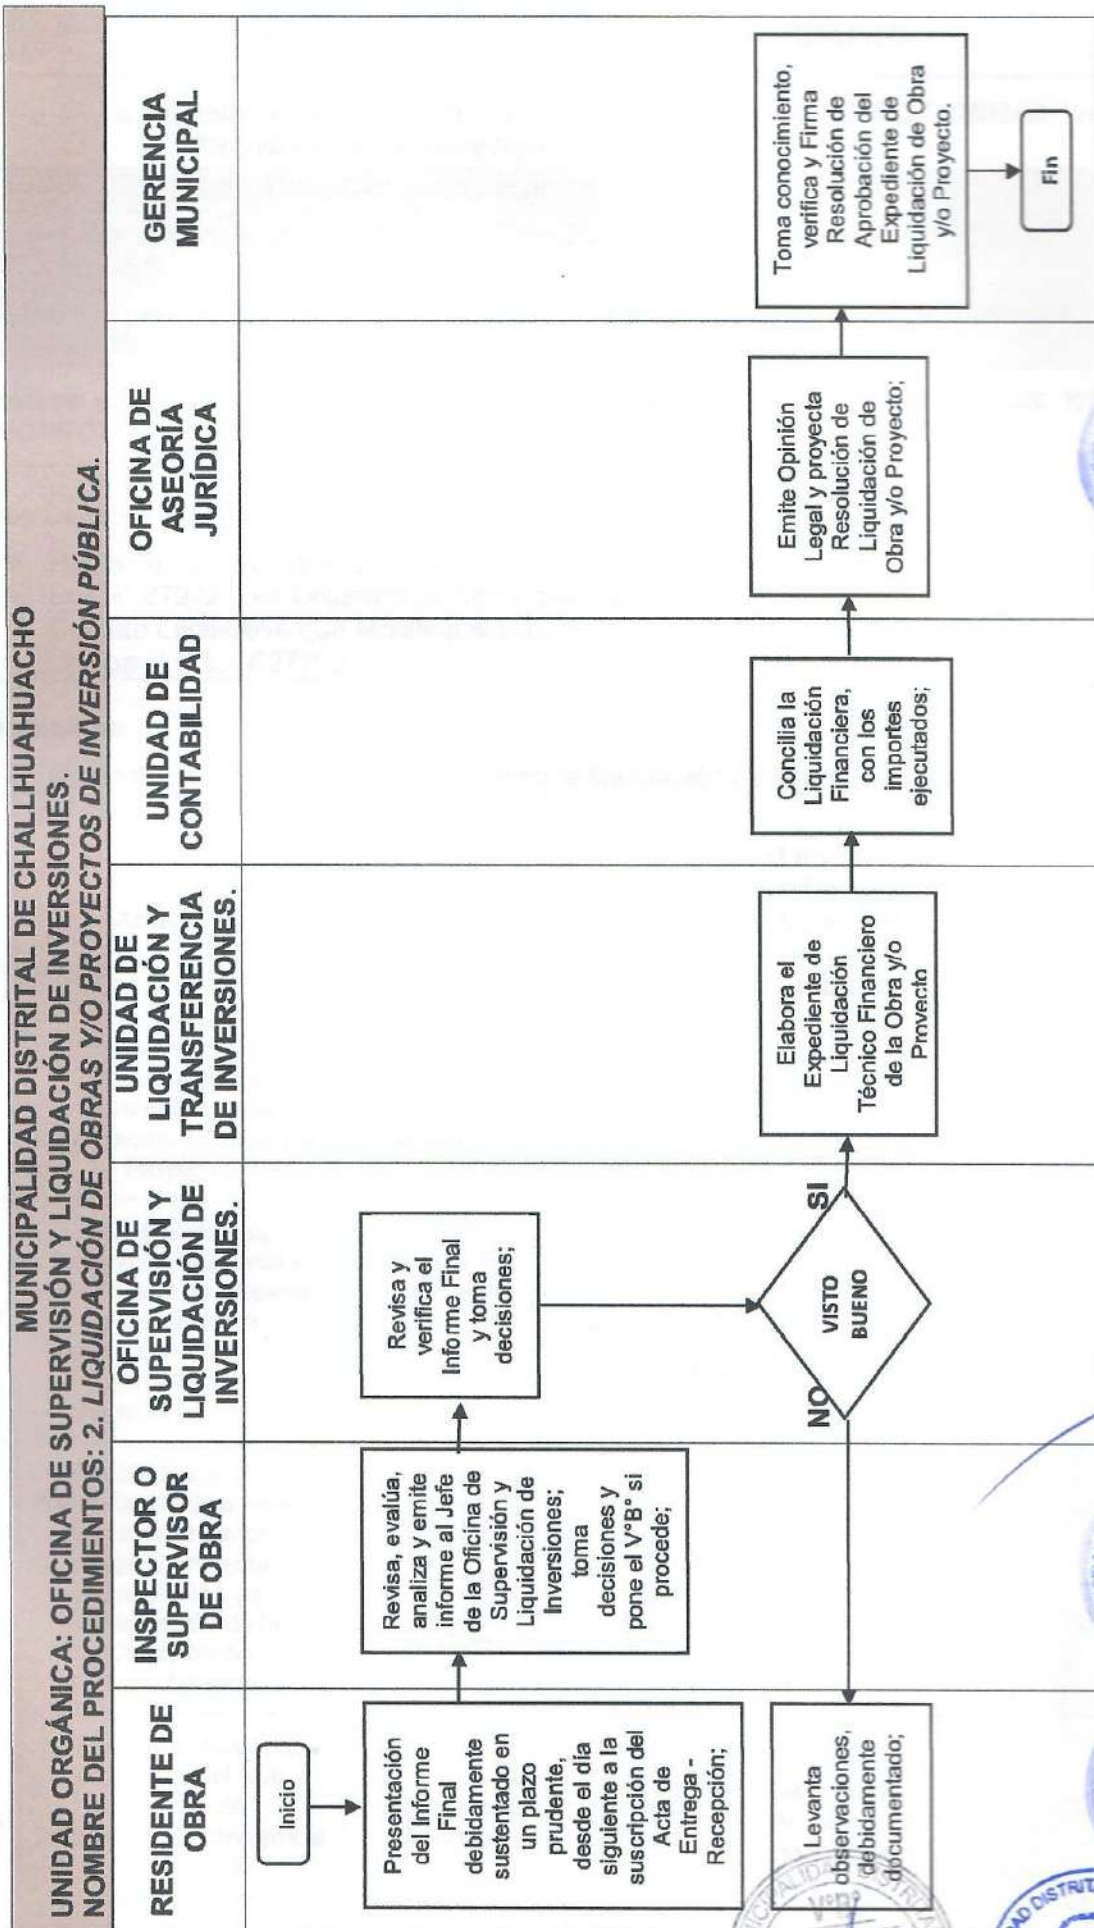 MUNICIPALIDAD DISTRITAL DE CHALLHUAHUACHO
UNIDAD ORGÁNICA: OFICINA DE SUPERVISIÓN Y LIQUIDACIÓN DE INVERSIONES.
NOMBRE DEL PROCEDIMIENTOS: 2. LIQUIDACIÓN DE OBRAS Y/O PROYECTOS DE INVERSIÓN PÚBLICA.
RESIDENTE DE
OBRA
INSPECTOR O
SUPERVISOR
DE OBRA
OFICINA DE
SUPERVISIÓN Y
LIQUIDACIÓN DE
INVERSIONES.
UNIDAD DE
LIQUIDACIÓN Y
TRANSFERENCIA
DE INVERSIONES.
UNIDAD DE
CONTABILIDAD
OFICINA DE
ASEORÍA
JURÍDICA
GERENCIA
MUNICIPAL
Inicio
Presentación
del Informe
Final
debidamente
sustentado en
un plazo
prudente,
desde el día
siguiente a la
suscripción del
Acta de
Entrega -
Recepción;
Revisa, evalúa,
analiza y emite
informe al Jefe
de la Oficina de
Supervisión y
Liquidación de
Inversiones;
toma
decisiones y
pone el V°B° si
procede;
Revisa y
verifica el
Informe Final
y toma
decisiones;
VISTO
BUENO
NO
SI
Levanta
observaciones,
debidamente
documentado;
Elabora el
Expediente de
Liquidación
Técnico Financiero
de la Obra y/o
Proyecto
Concilia la
Liquidación
Financiera,
con los
importes
ejecutados;
Emite Opinión
Legal y proyecta
Resolución de
Liquidación de
Obra y/o Proyecto;
Toma conocimiento,
verifica y Firma
Resolución de
Aprobación del
Expediente de
Liquidación de Obra
y/o Proyecto.
Fin